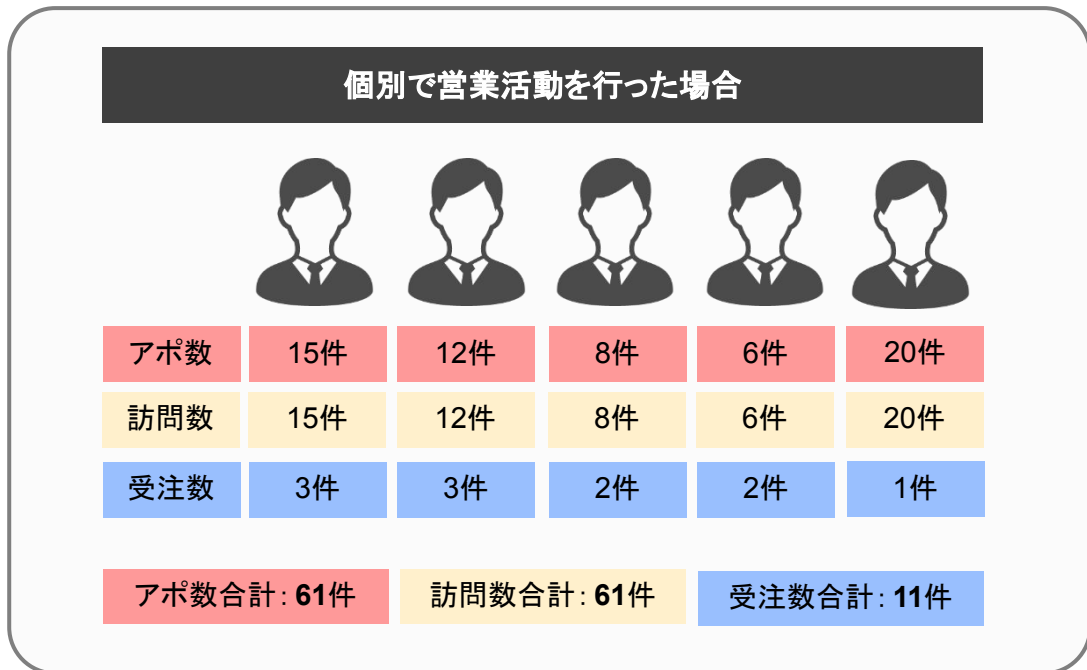 個別で営業活動を行った場合
アポ数 15件 12件 8件 6件 20件
訪問数 15件 12件 8件 6件 20件
受注数 3件 3件 2件 2件 1件
アポ数合計：61件 訪問数合計：61件 受注数合計：11件